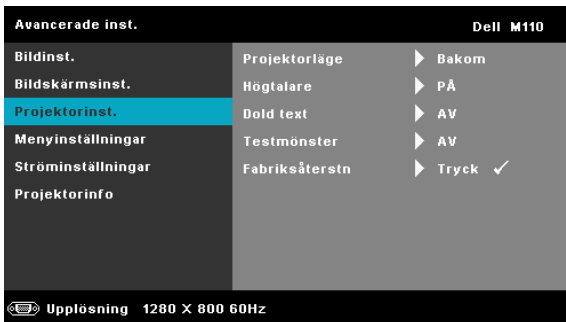 Avancerade inst. Dell M110
Bildinst. Projektorläge Bakom
Bildskärmsinst. Högtalare PÅ
Projektorinst. Dold text AV
Menyinställningar Testmönster AV
Ströminställningar Fabriksåterstn Tryck ✓
Projektorinfo
Upplösning 1280 X 800 60Hz